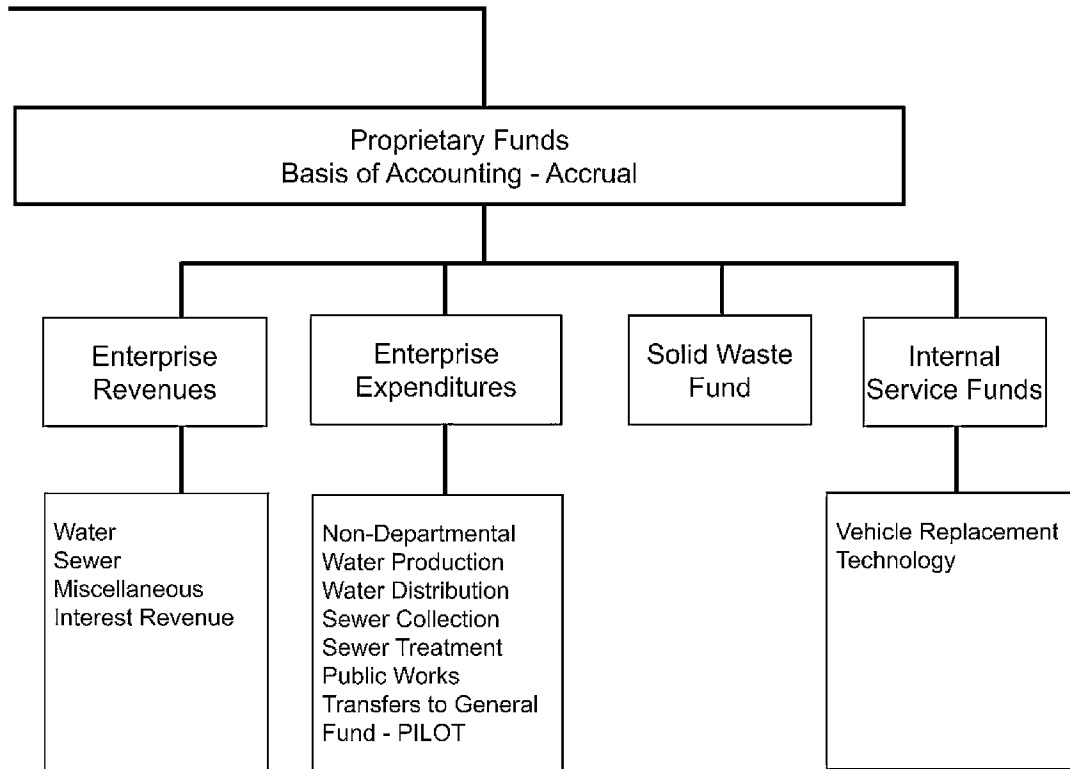 Proprietary Funds
Basis of Accounting - Accrual
Enterprise
Revenues
Enterprise
Expenditures
Solid Waste
Fund
Internal
Service Funds
Water
Sewer
Miscellaneous
Interest Revenue
Non-Departmental
Water Production
Water Distribution
Sewer Collection
Sewer Treatment
Public Works
Transfers to General
Fund - PILOT
Vehicle Replacement
Technology